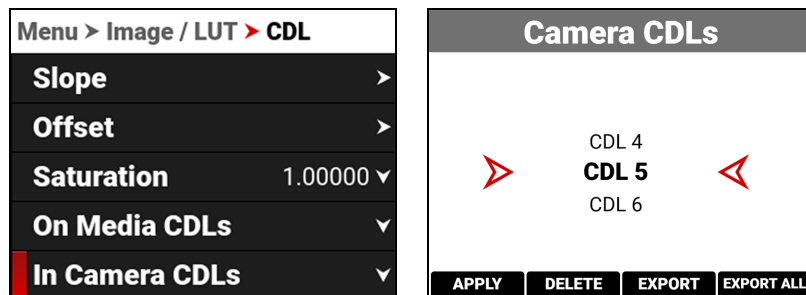 Menu > Image / LUT > CDL
Slope
Offset
Saturation 1.00000
On Media CDLs
In Camera CDLs
Camera CDLs
CDL 4
CDL 5
CDL 6
APPLY DELETE EXPORT EXPORT ALL